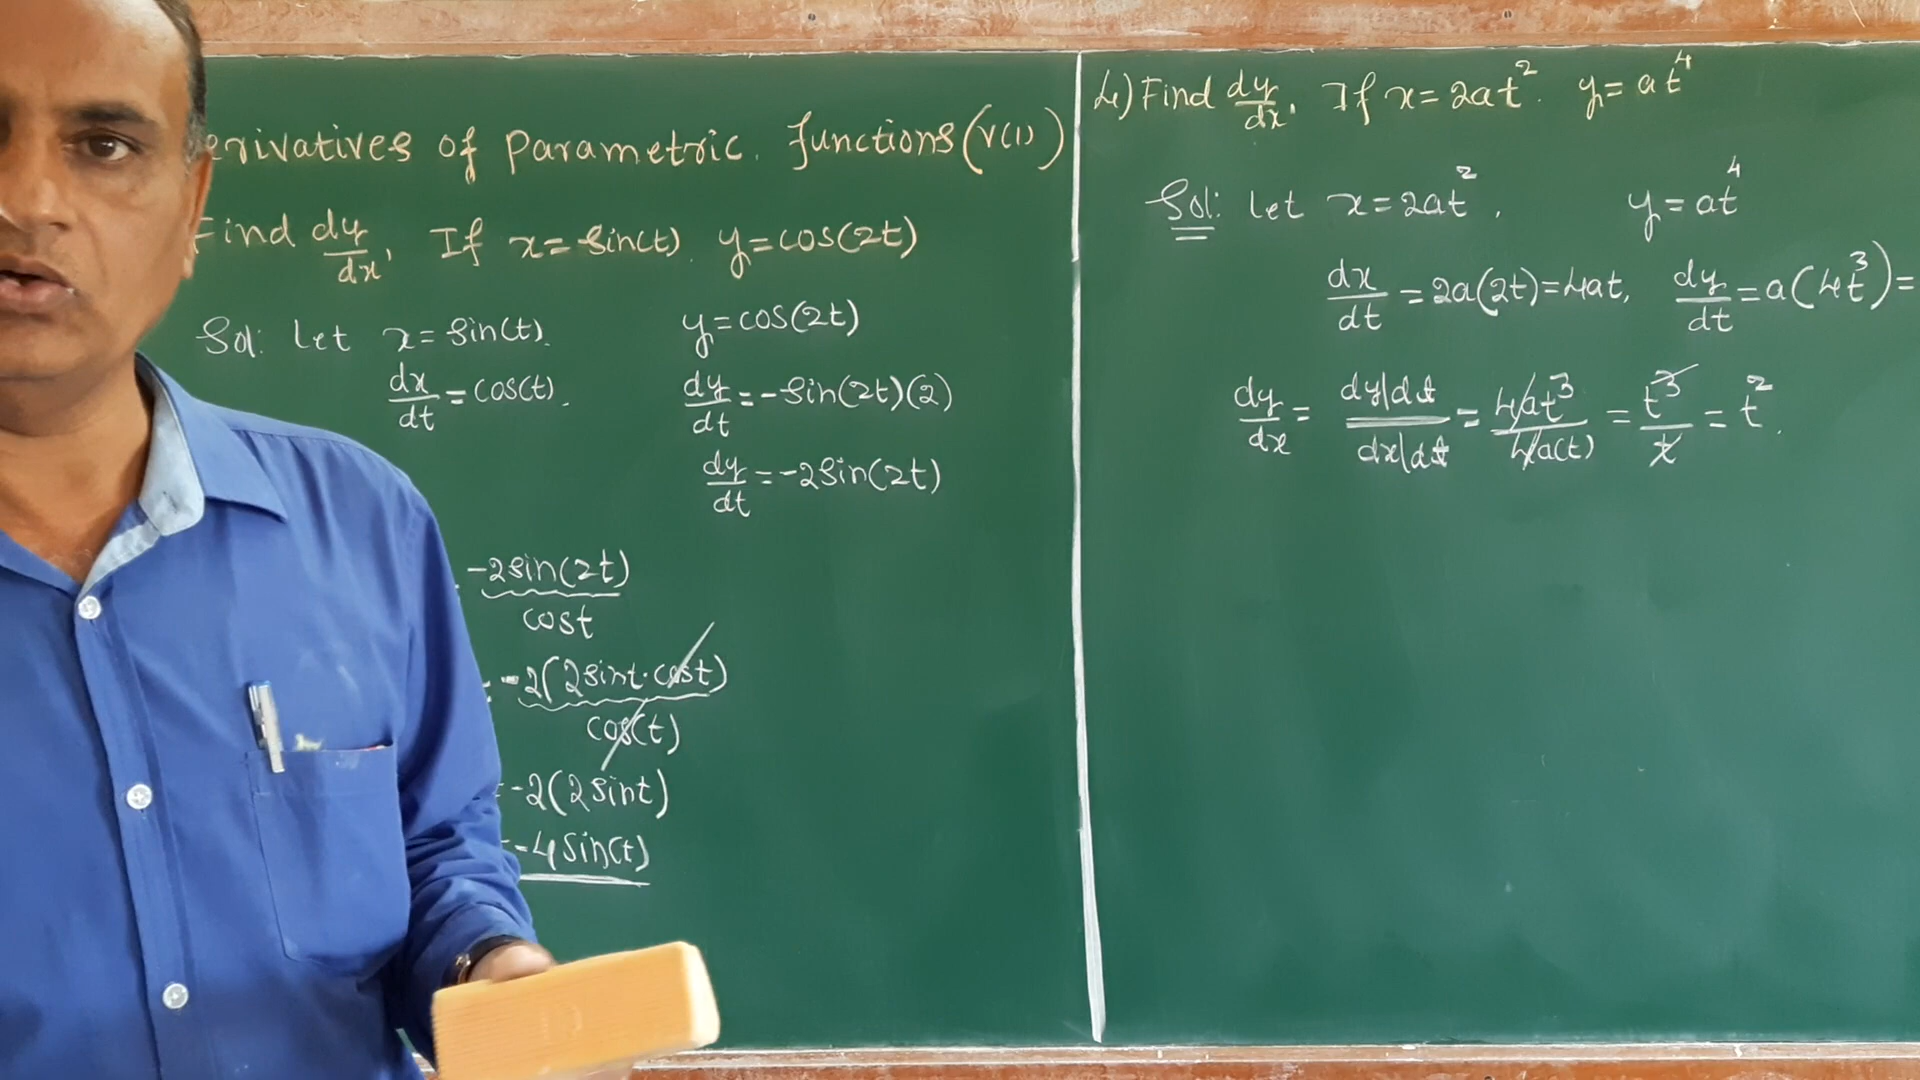 erivatives of parametric functions (V(1)
Find dy/dx, If x = sin(t). y = cos(2t)
Sol: Let x = sin(t). y = cos(2t)
dx/dt = cos(t). dy/dt = -sin(2t)(2)
dy/dt = -2sin(2t)
-2sin(2t)/cost
= -2(2sint·cost)/cos(t)
= -2(2sint)
= -4sin(t)
4) Find dy/dx, If x = 2at². y = at⁴
Sol: Let x = 2at², y = at⁴
dx/dt = 2a(2t) = 4at, dy/dt = a(4t³) =
dy/dx = dy|dt/dx|dt = 4at³/4a(t) = t³/t = t².